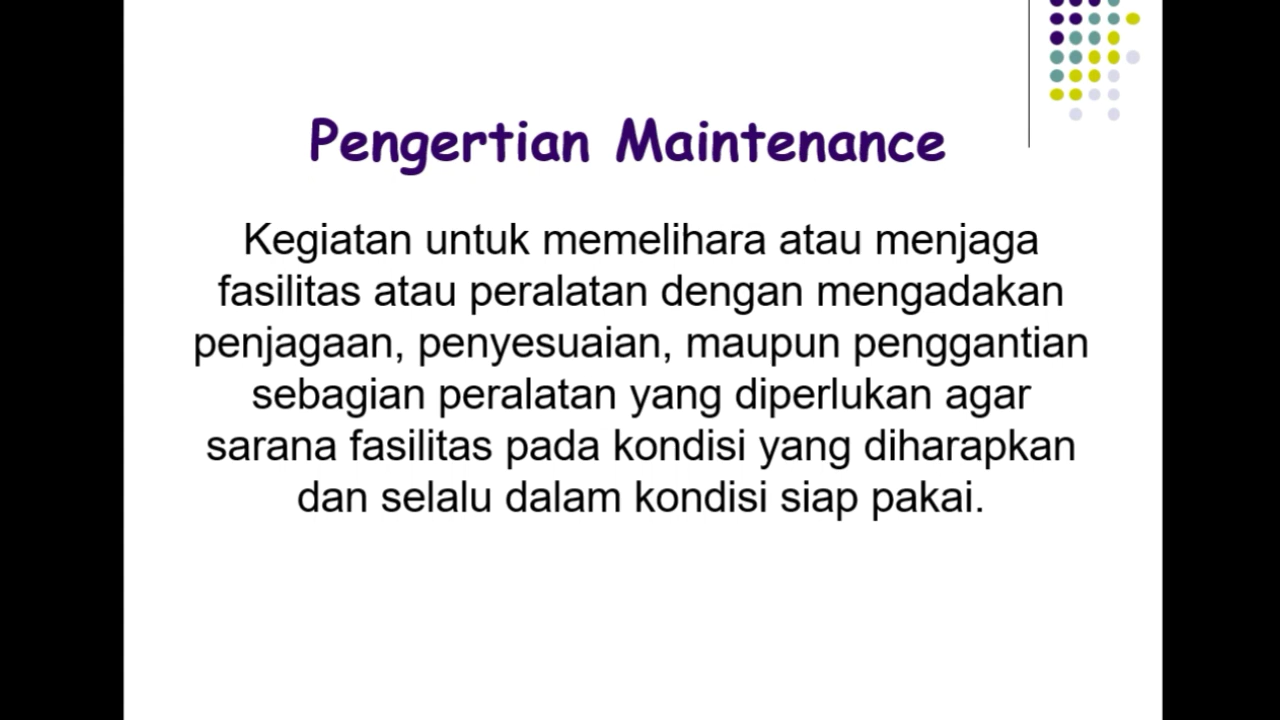 Pengertian Maintenance
Kegiatan untuk memelihara atau menjaga
fasilitas atau peralatan dengan mengadakan
penjagaan, penyesuaian, maupun penggantian
sebagian peralatan yang diperlukan agar
sarana fasilitas pada kondisi yang diharapkan
dan selalu dalam kondisi siap pakai.